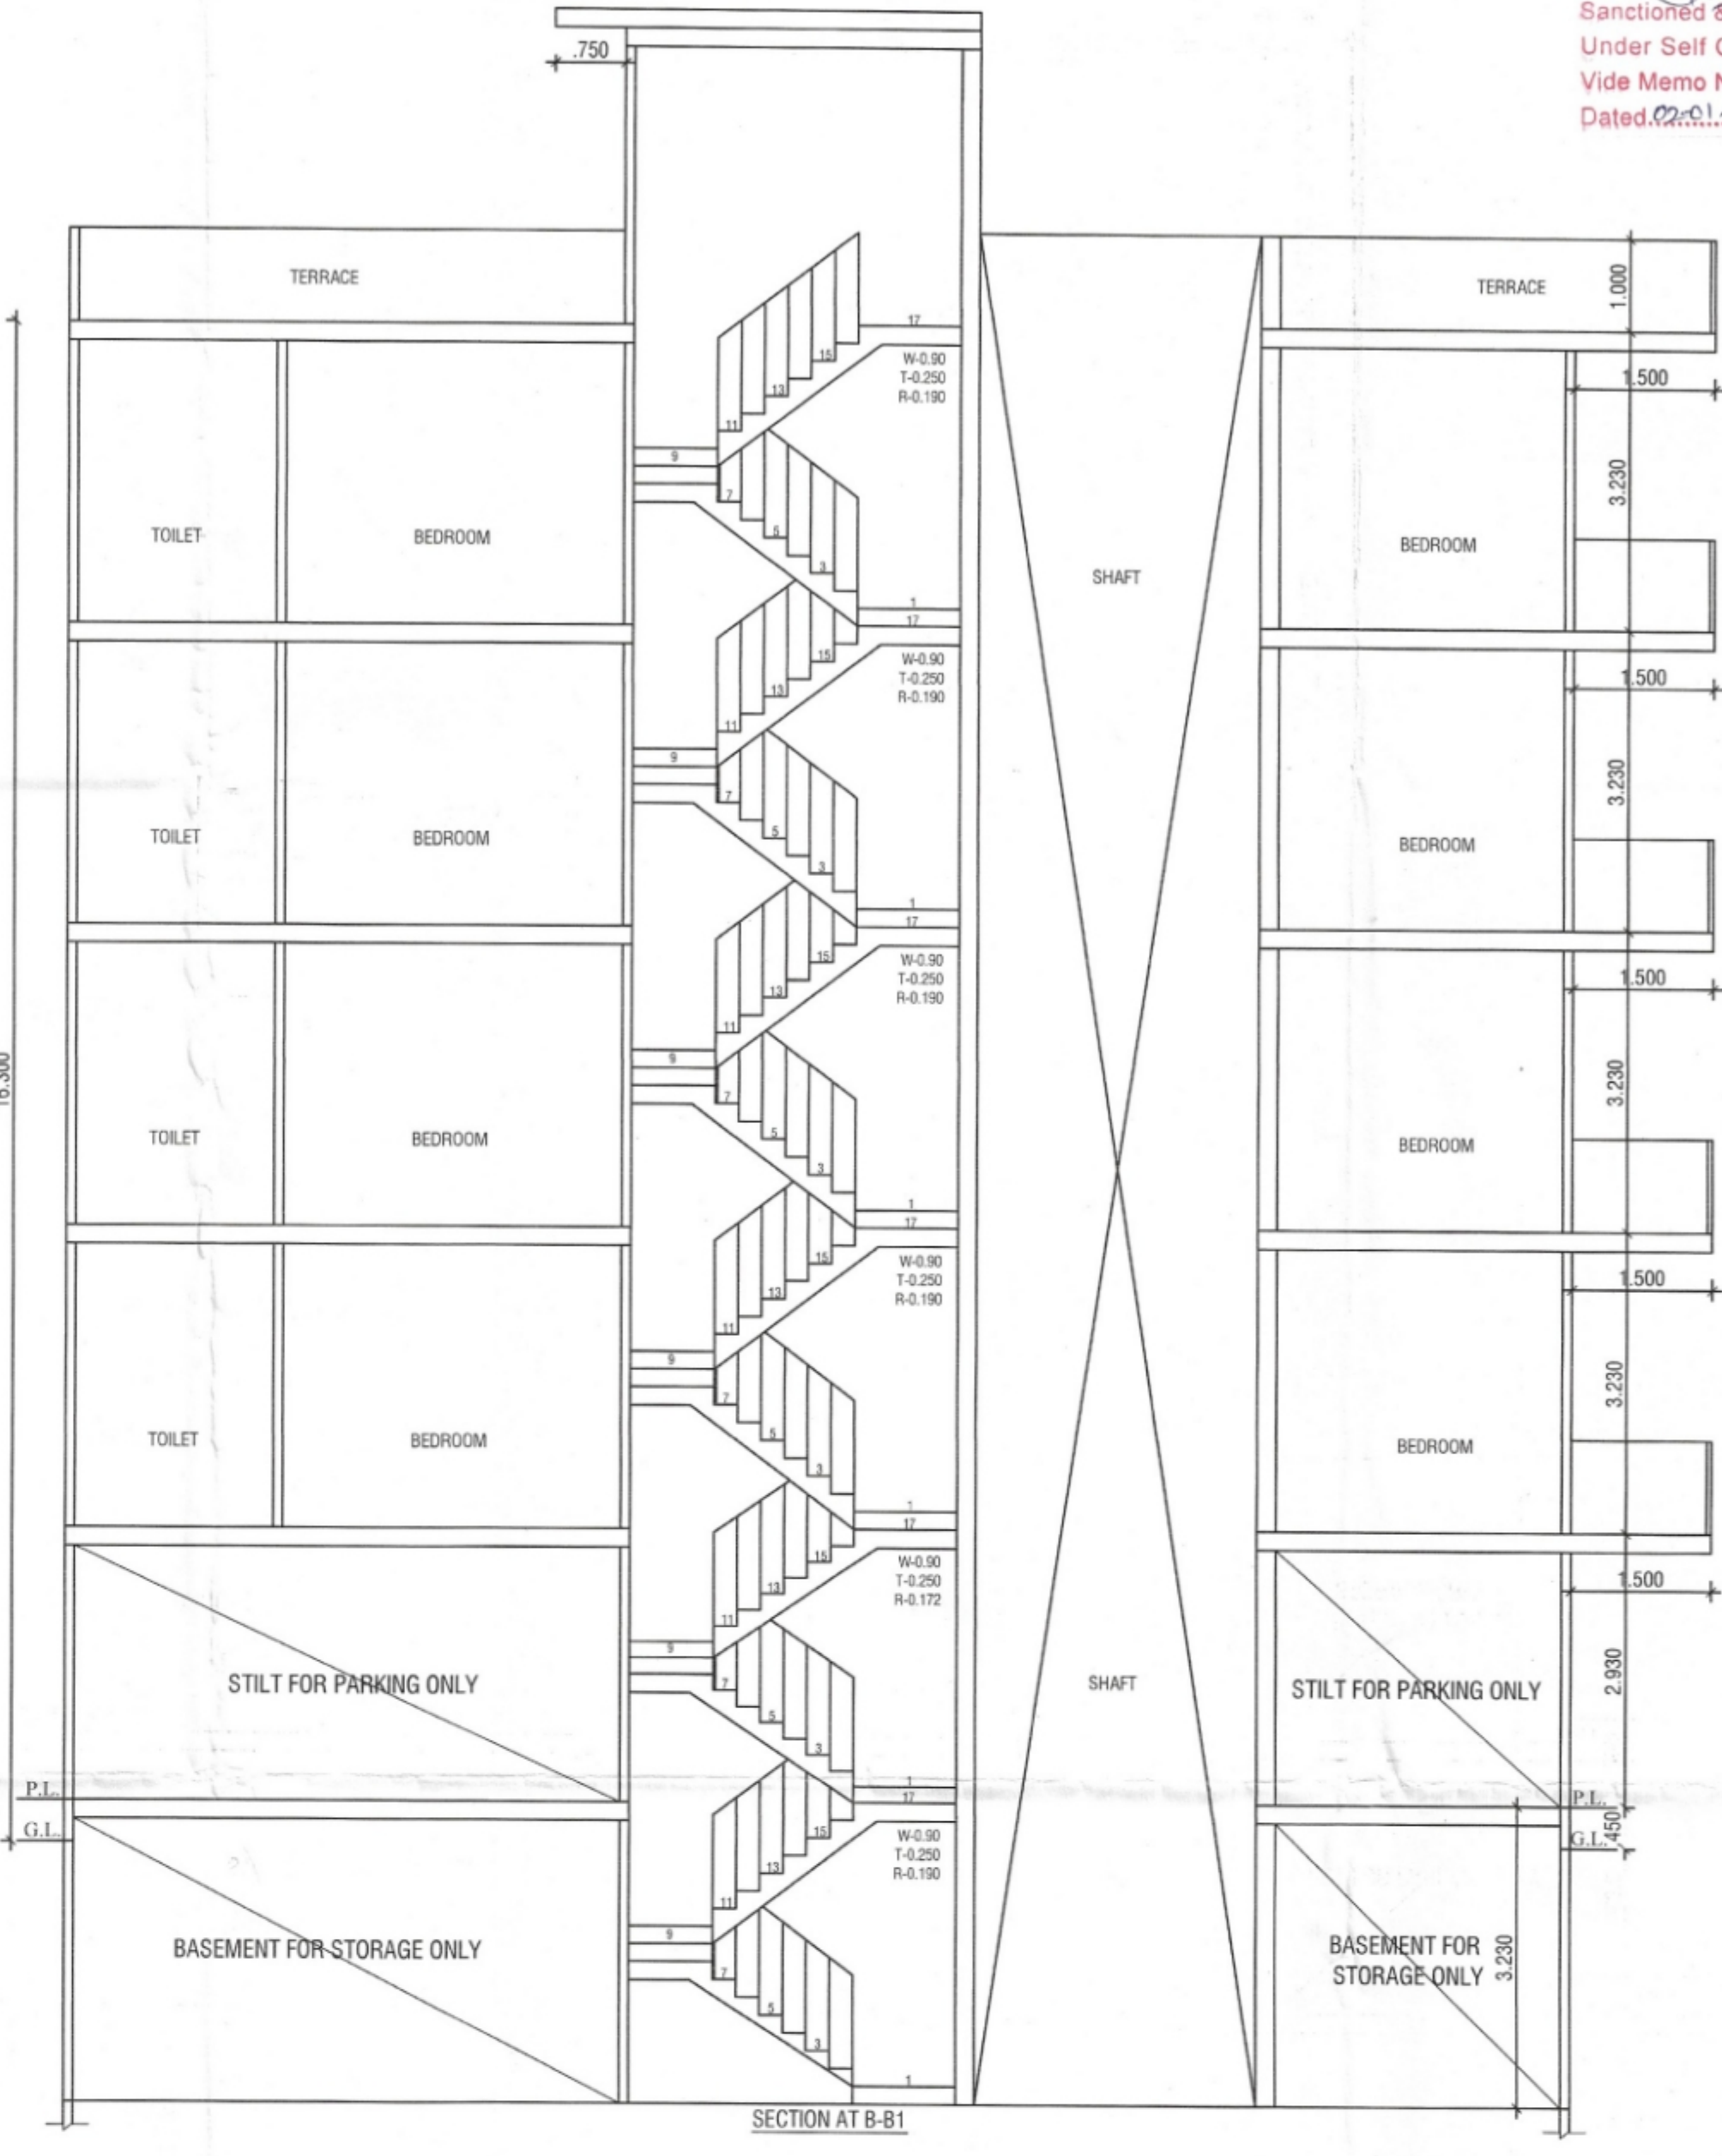 Sanctioned &
Under Self C
Vide Memo N
Dated 02-01-
.750
TERRACE
TERRACE
1.000
17
W-0.90
T-0.250
R-0.190
15
13
11
9
7
5
3
1
1.500
3.230
16.300
TOILET
BEDROOM
SHAFT
BEDROOM
17
W-0.90
T-0.250
R-0.190
15
13
11
9
7
5
3
1
1.500
3.230
TOILET
BEDROOM
BEDROOM
17
W-0.90
T-0.250
R-0.190
15
13
11
9
7
5
3
1
1.500
3.230
TOILET
BEDROOM
BEDROOM
17
W-0.90
T-0.250
R-0.190
15
13
11
9
7
5
3
1
1.500
3.230
TOILET
BEDROOM
BEDROOM
17
W-0.90
T-0.250
R-0.172
15
13
11
9
7
5
3
1
1.500
2.930
STILT FOR PARKING ONLY
SHAFT
STILT FOR PARKING ONLY
P.L.
P.L.
G.L.
G.L.
.450
17
W-0.90
T-0.250
R-0.190
15
13
11
9
7
5
3
1
BASEMENT FOR STORAGE ONLY
BASEMENT FOR
STORAGE ONLY
3.230
SECTION AT B-B1